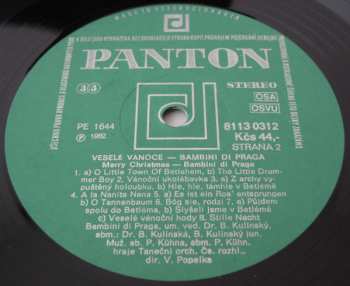 PANTON
33
STEREO
OSA
OSVU
PE 1644
℗ 1982
8113 0312
Kčs 44,-
STRANA 2
VESELÉ VÁNOCE — BAMBINI DI PRAGA
Merry Christmas — Bambini di Praga
1. a) O Little Town Of Betlehem, b) The Little Drum-
mer Boy 2. Vánoční ukolébavka 3. a) Z archy vy-
puštěný holoubku, b) Hle, hle, támhle v Betlémě
4. A la Nanita Nana 5. a) Es ist ein Ros' entsprungen
b) O Tannenbaum 6. Bóg sie, rodzi 7. a) Půjdem
spolu do Betléma, b) Slyšeli jsme v Betlémě
c) Veselé vánoční hody 8. Stille Nacht
Bambini di Praga, um. ved. Dr. B. Kulínský,
sbm.: Dr. B. Kulínská, B. Kulínský jun.
Muž. sb. P. Kühna, sbm. P. Kühn,
hraje Taneční orch. Čs. rozhl.,
dir. V. Popelka